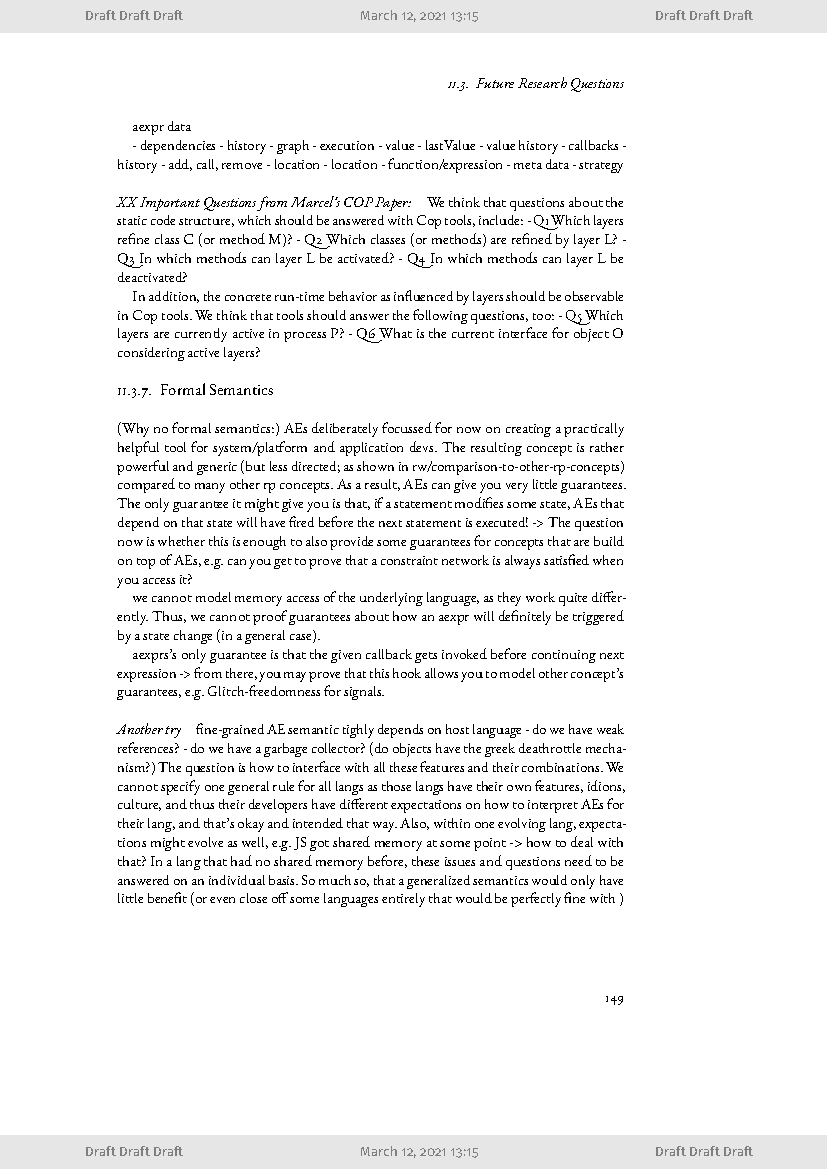 Draft Draft Draft March 12, 2021 13:15 Draft Draft Draft
11.3. Future Research Questions
aexpr data
- dependencies - history - graph - execution - value - lastValue - value history - callbacks -
history - add, call, remove - location - location - function/expression - meta data - strategy
XX Important Questions from Marcel's COP Paper: We think that questions about the
static code structure, which should be answered with Cop tools, include: - Q1 Which layers
refine class C (or method M)? - Q2 Which classes (or methods) are refined by layer L? -
Q3 In which methods can layer L be activated? - Q4 In which methods can layer L be
deactivated?
In addition, the concrete run-time behavior as influenced by layers should be observable
in Cop tools. We think that tools should answer the following questions, too: - Q5 Which
layers are currently active in process P? - Q6 What is the current interface for object O
considering active layers?
11.3.7. Formal Semantics
(Why no formal semantics:) AEs deliberately focussed for now on creating a practically
helpful tool for system/platform and application devs. The resulting concept is rather
powerful and generic (but less directed; as shown in rw/comparison-to-other-rp-concepts)
compared to many other rp concepts. As a result, AEs can give you very little guarantees.
The only guarantee it might give you is that, if a statement modifies some state, AEs that
depend on that state will have fired before the next statement is executed! -> The question
now is whether this is enough to also provide some guarantees for concepts that are build
on top of AEs, e.g. can you get to prove that a constraint network is always satisfied when
you access it?
we cannot model memory access of the underlying language, as they work quite differ-
ently. Thus, we cannot proof guarantees about how an aexpr will definitely be triggered
by a state change (in a general case).
aexprs's only guarantee is that the given callback gets invoked before continuing next
expression -> from there, you may prove that this hook allows you to model other concept's
guarantees, e.g. Glitch-freedomness for signals.
Another try fine-grained AE semantic tighly depends on host language - do we have weak
references? - do we have a garbage collector? (do objects have the greek deathrottle mecha-
nism?) The question is how to interface with all these features and their combinations. We
cannot specify one general rule for all langs as those langs have their own features, idions,
culture, and thus their developers have different expectations on how to interpret AEs for
their lang, and that's okay and intended that way. Also, within one evolving lang, expecta-
tions might evolve as well, e.g. JS got shared memory at some point -> how to deal with
that? In a lang that had no shared memory before, these issues and questions need to be
answered on an individual basis. So much so, that a generalized semantics would only have
little benefit (or even close off some languages entirely that would be perfectly fine with )
149
Draft Draft Draft March 12, 2021 13:15 Draft Draft Draft